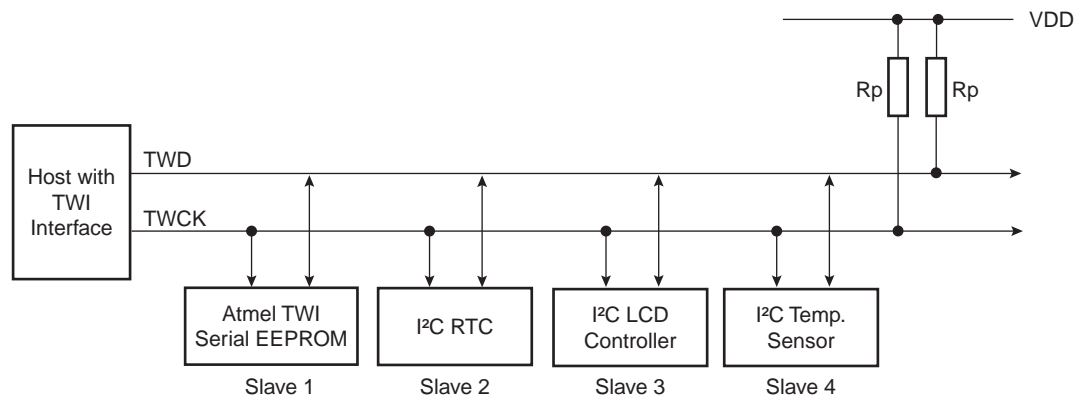 VDD
Rp
Rp
Host with
TWI
Interface
TWD
TWCK
Atmel TWI
Serial EEPROM
Slave 1
I²C RTC
Slave 2
I²C LCD
Controller
Slave 3
I²C Temp.
Sensor
Slave 4